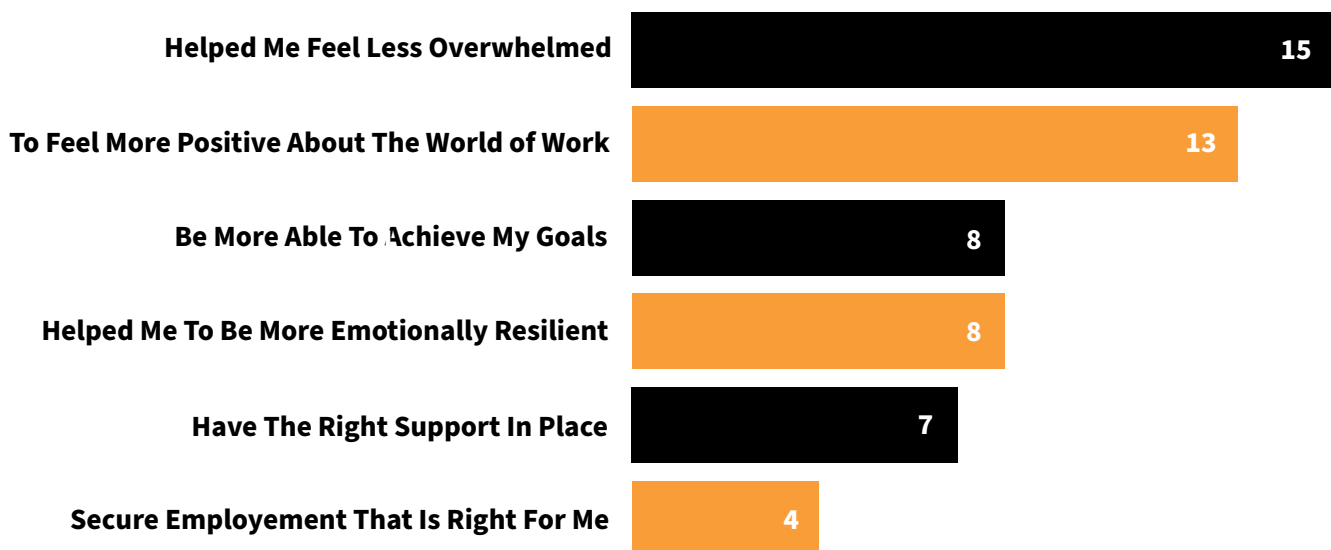 Helped Me Feel Less Overwhelmed 15
To Feel More Positive About The World of Work 13
Be More Able To Achieve My Goals 8
Helped Me To Be More Emotionally Resilient 8
Have The Right Support In Place 7
Secure Employement That Is Right For Me 4